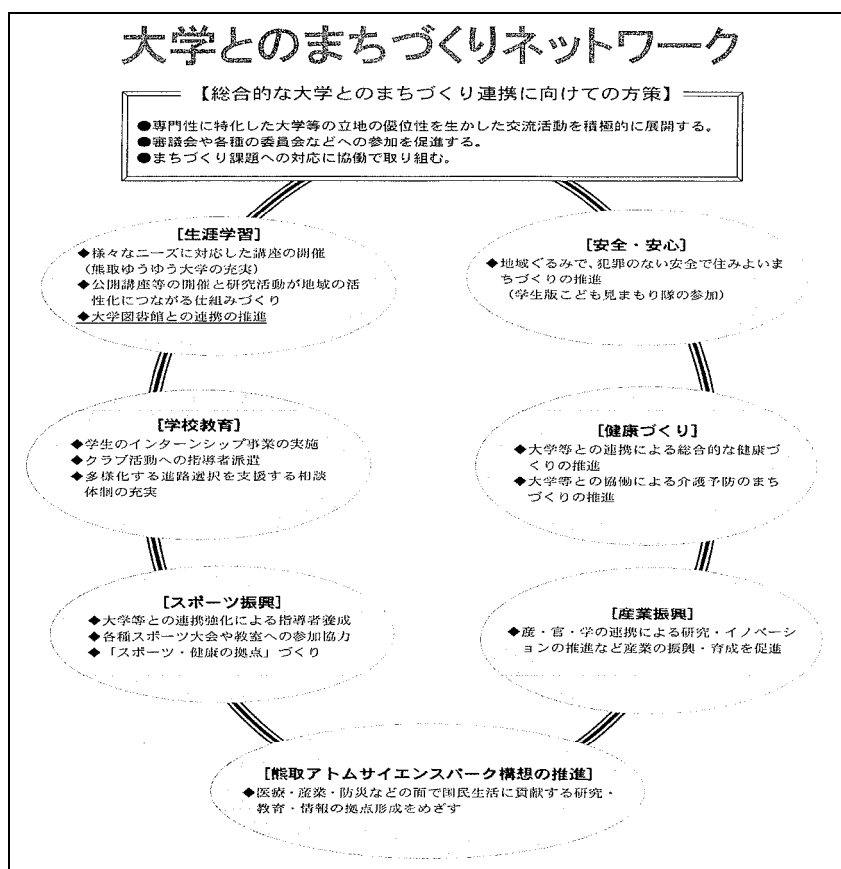 大学とのまちづくりネットワーク
【総合的な大学とのまちづくり連携に向けての方策】
●専門性に特化した大学等の立地の優位性を生かした交流活動を積極的に展開する。
●審議会や各種の委員会などへの参加を促進する。
●まちづくり課題への対応に協働で取り組む。
[生涯学習]
◆様々なニーズに対応した講座の開催
(熊取ゆうゆう大学の充実)
◆公開講座等の開催と研究活動が地域の活
性化につながる仕組みづくり
◆大学図書館との連携の推進
[安全・安心]
◆地域ぐるみで、犯罪のない安全で住みよいま
ちづくりの推進
(学生版こども見まもり隊の参加)
[学校教育]
◆学生のインターンシップ事業の実施
◆クラブ活動への指導者派遣
◆多様化する進路選択を支援する相談
体制の充実
[健康づくり]
◆大学等との連携による総合的な健康づ
くりの推進
◆大学等との協働による介護予防のまち
づくりの推進
[スポーツ振興]
◆大学等との連携強化による指導者養成
◆各種スポーツ大会や教室への参加協力
◆「スポーツ・健康の拠点」づくり
[産業振興]
◆産・官・学の連携による研究・イノベーシ
ョンの推進など産業の振興・育成を促進
[熊取アトムサイエンスパーク構想の推進]
◆医療・産業・防災などの面で国民生活に貢献する研究・
教育・情報の拠点形成をめざす